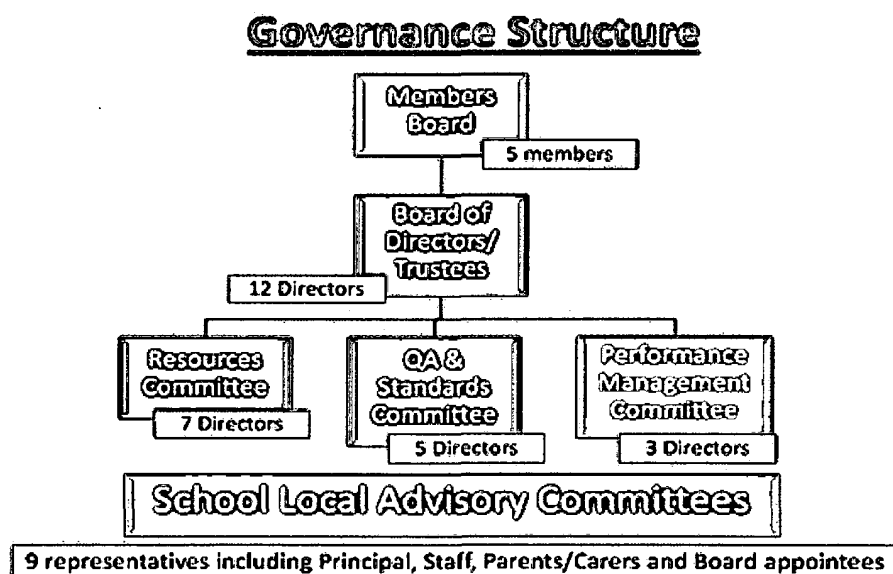 Governance Structure
Members
Board
5 members
Board of
Directors/
Trustees
12 Directors
Resources
Committee
7 Directors
QA &
Standards
Committee
5 Directors
Performance
Management
Committee
3 Directors
School Local Advisory Committees
9 representatives including Principal, Staff, Parents/Carers and Board appointees